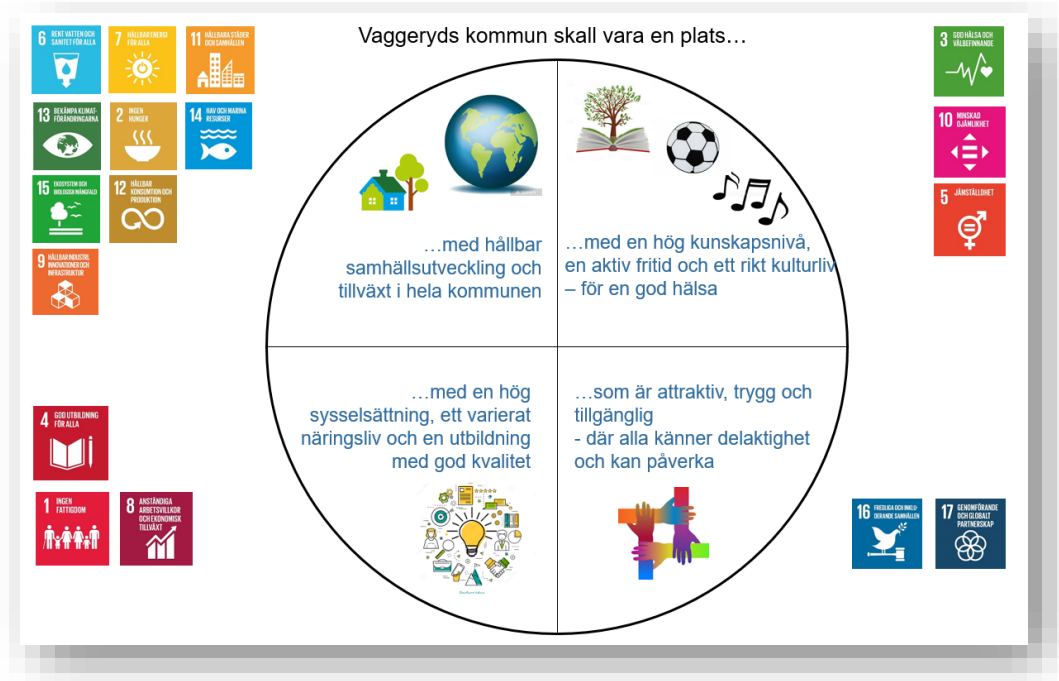 Vaggeryds kommun skall vara en plats…
6 RENT VATTEN OCH
SANITET FÖR ALLA
7 HÅLLBAR ENERGI
FÖR ALLA
11 HÅLLBARA STÄDER
OCH SAMHÄLLEN
13 BEKÄMPA KLIMAT-
FÖRÄNDRINGARNA
2 INGEN
HUNGER
14 HAV OCH MARINA
RESURSER
15 EKOSYSTEM OCH
BIOLOGISK MÅNGFALD
12 HÅLLBAR
KONSUMTION OCH
PRODUKTION
9 HÅLLBAR INDUSTRI,
INNOVATIONER OCH
INFRASTRUKTUR
…med hållbar
samhällsutveckling och
tillväxt i hela kommunen
…med en hög kunskapsnivå,
en aktiv fritid och ett rikt kulturliv
– för en god hälsa
3 GOD HÄLSA OCH
VÄLBEFINNANDE
10 MINSKAD
OJÄMLIKHET
5 JÄMSTÄLLDHET
4 GOD UTBILDNING
FÖR ALLA
1 INGEN
FATTIGDOM
8 ANSTÄNDIGA
ARBETSVILLKOR
OCH EKONOMISK
TILLVÄXT
…med en hög
sysselsättning, ett varierat
näringsliv och en utbildning
med god kvalitet
…som är attraktiv, trygg och
tillgänglig
- där alla känner delaktighet
och kan påverka
16 FREDLIGA OCH INKLU-
DERANDE SAMHÄLLEN
17 GENOMFÖRANDE
OCH GLOBALT
PARTNERSKAP